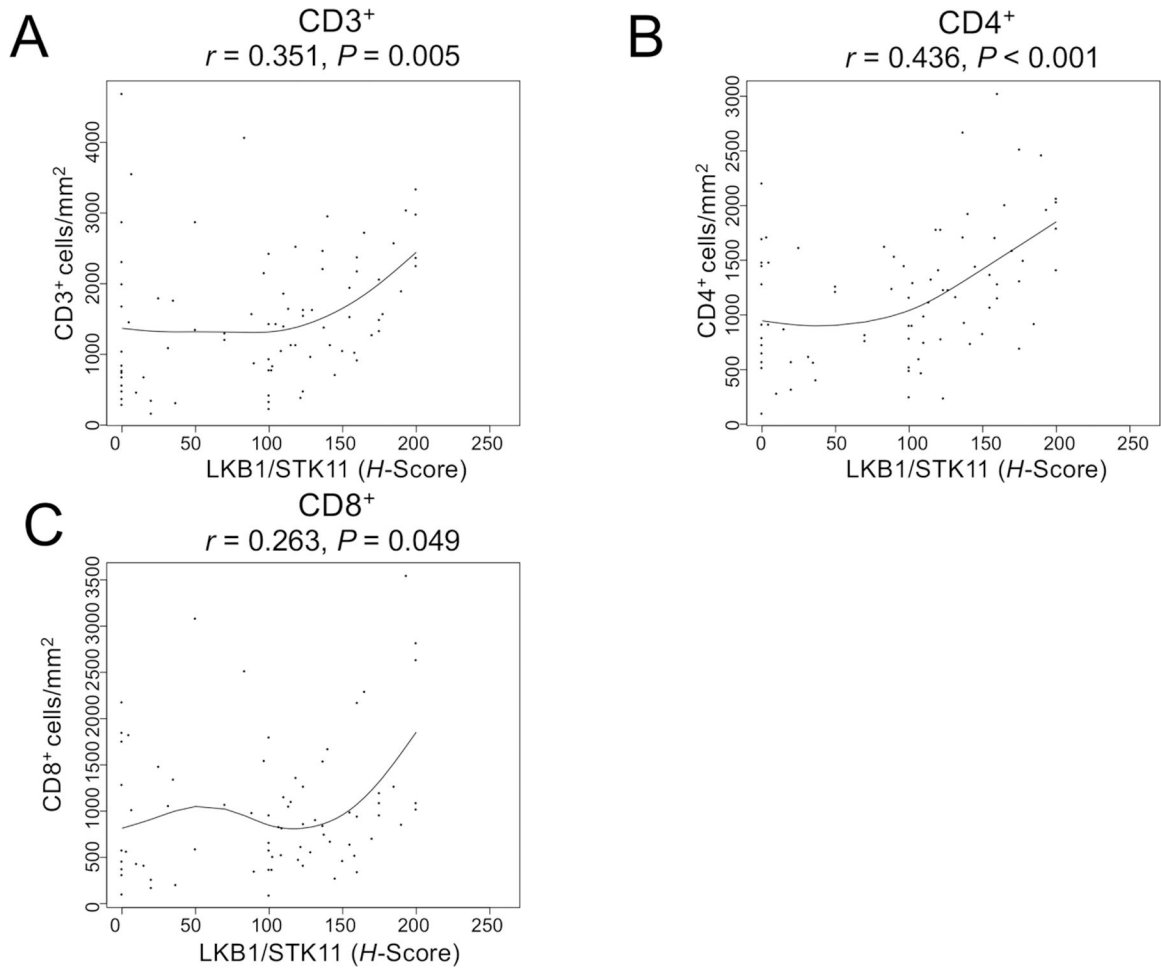 A
CD3⁺
r = 0.351, P = 0.005
CD3⁺ cells/mm²
0 1000 2000 3000 4000
0 50 100 150 200 250
LKB1/STK11 (H-Score)
B
CD4⁺
r = 0.436, P < 0.001
CD4⁺ cells/mm²
0 500 1000 1500 2000 2500 3000
0 50 100 150 200 250
LKB1/STK11 (H-Score)
C
CD8⁺
r = 0.263, P = 0.049
CD8⁺ cells/mm²
0 500 1000 1500 2000 2500 3000 3500
0 50 100 150 200 250
LKB1/STK11 (H-Score)